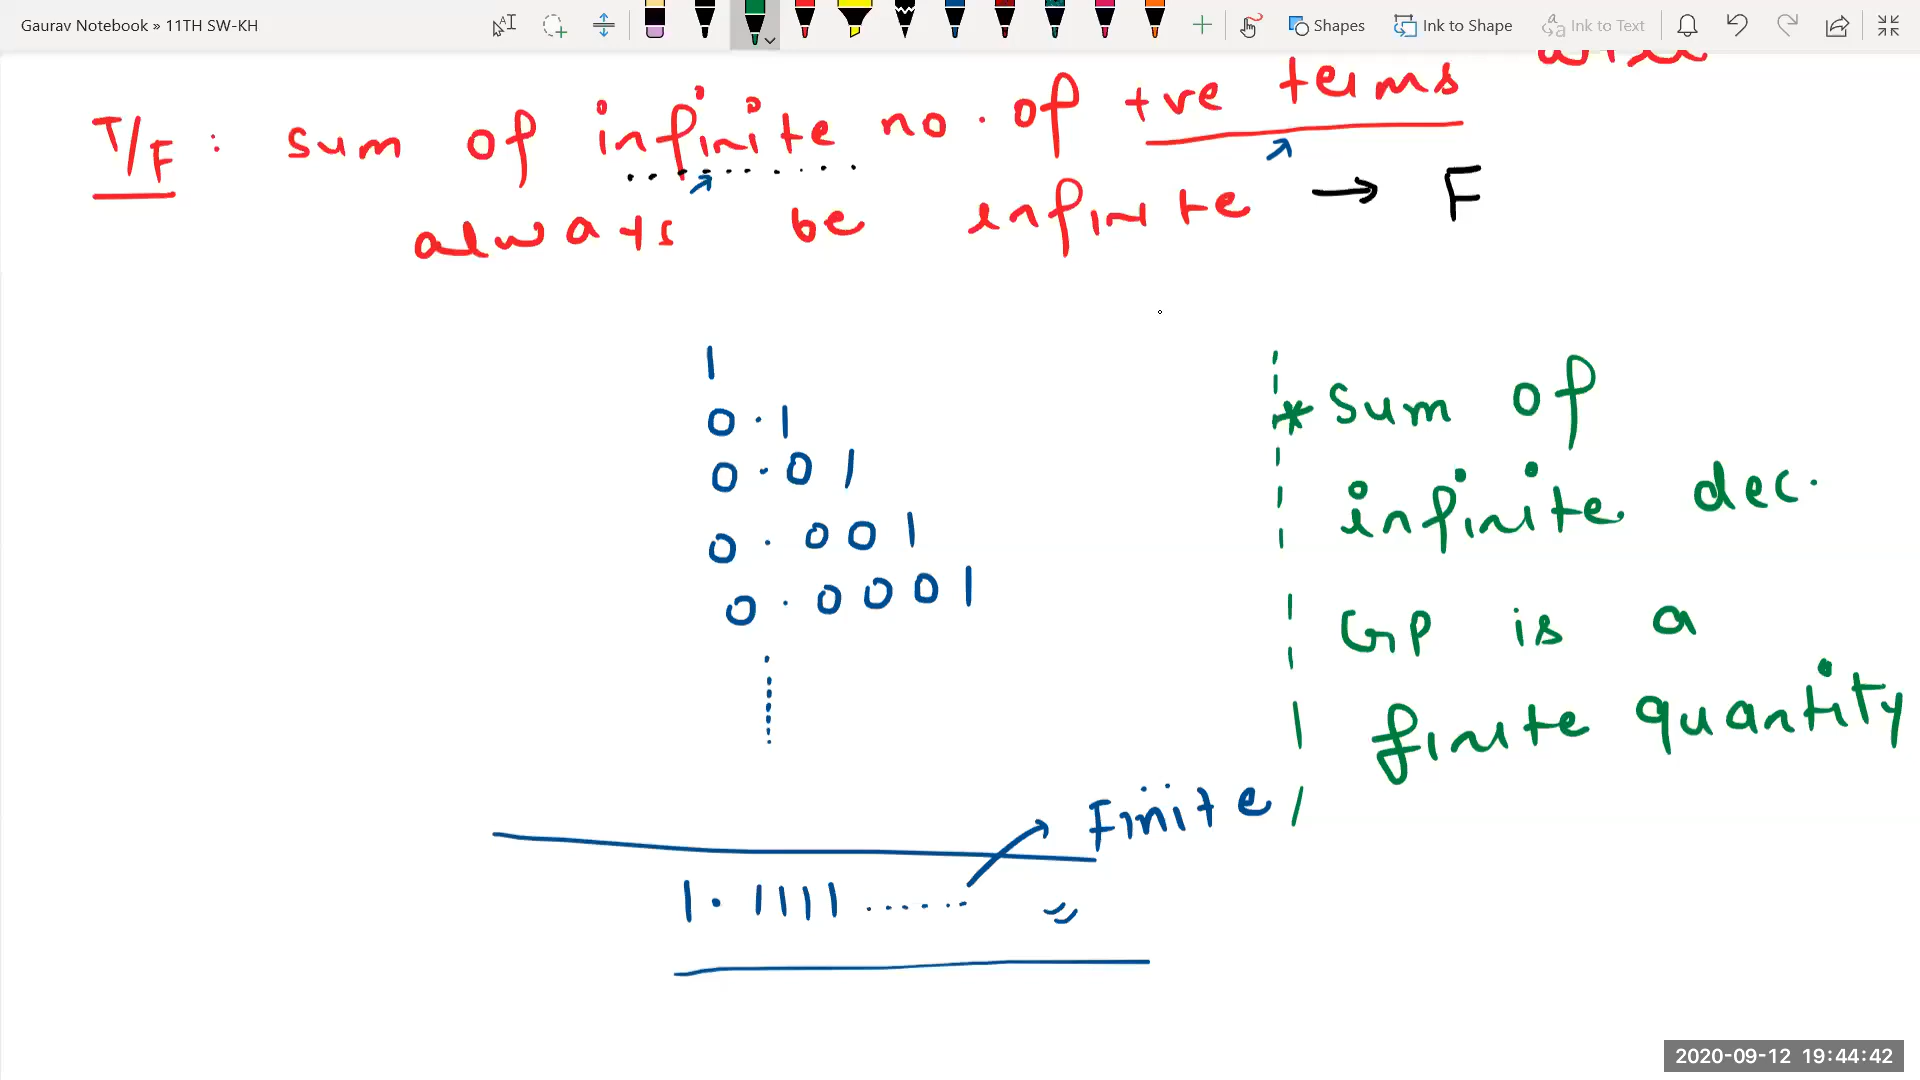 Gaurav Notebook » 11TH SW-KH
Shapes
Ink to Shape
Ink to Text
T/F : sum of infinite no. of +ve terms will
always be infinite → F
1
0.1
0.01
0.001
0.0001
1.1111 ......
Finite
* Sum of
infinite dec.
GP is a
finite quantity
2020-09-12 19:44:42